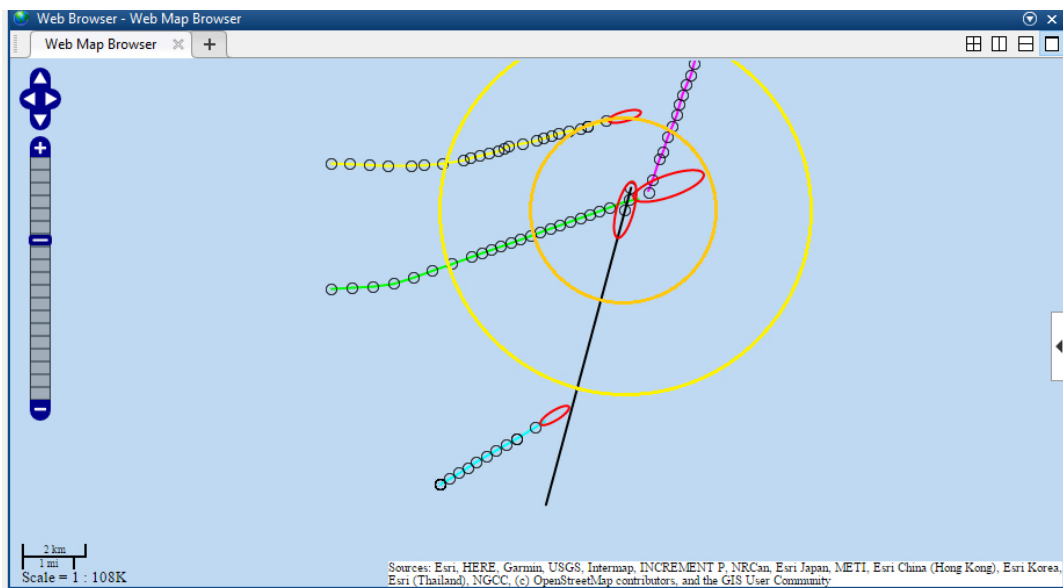 Web Browser - Web Map Browser
Web Map Browser
2 km
1 mi
Scale = 1 : 108K
Sources: Esri, HERE, Garmin, USGS, Intermap, INCREMENT P, NRCan, Esri Japan, METI, Esri China (Hong Kong), Esri Korea,
Esri (Thailand), NGCC, (c) OpenStreetMap contributors, and the GIS User Community